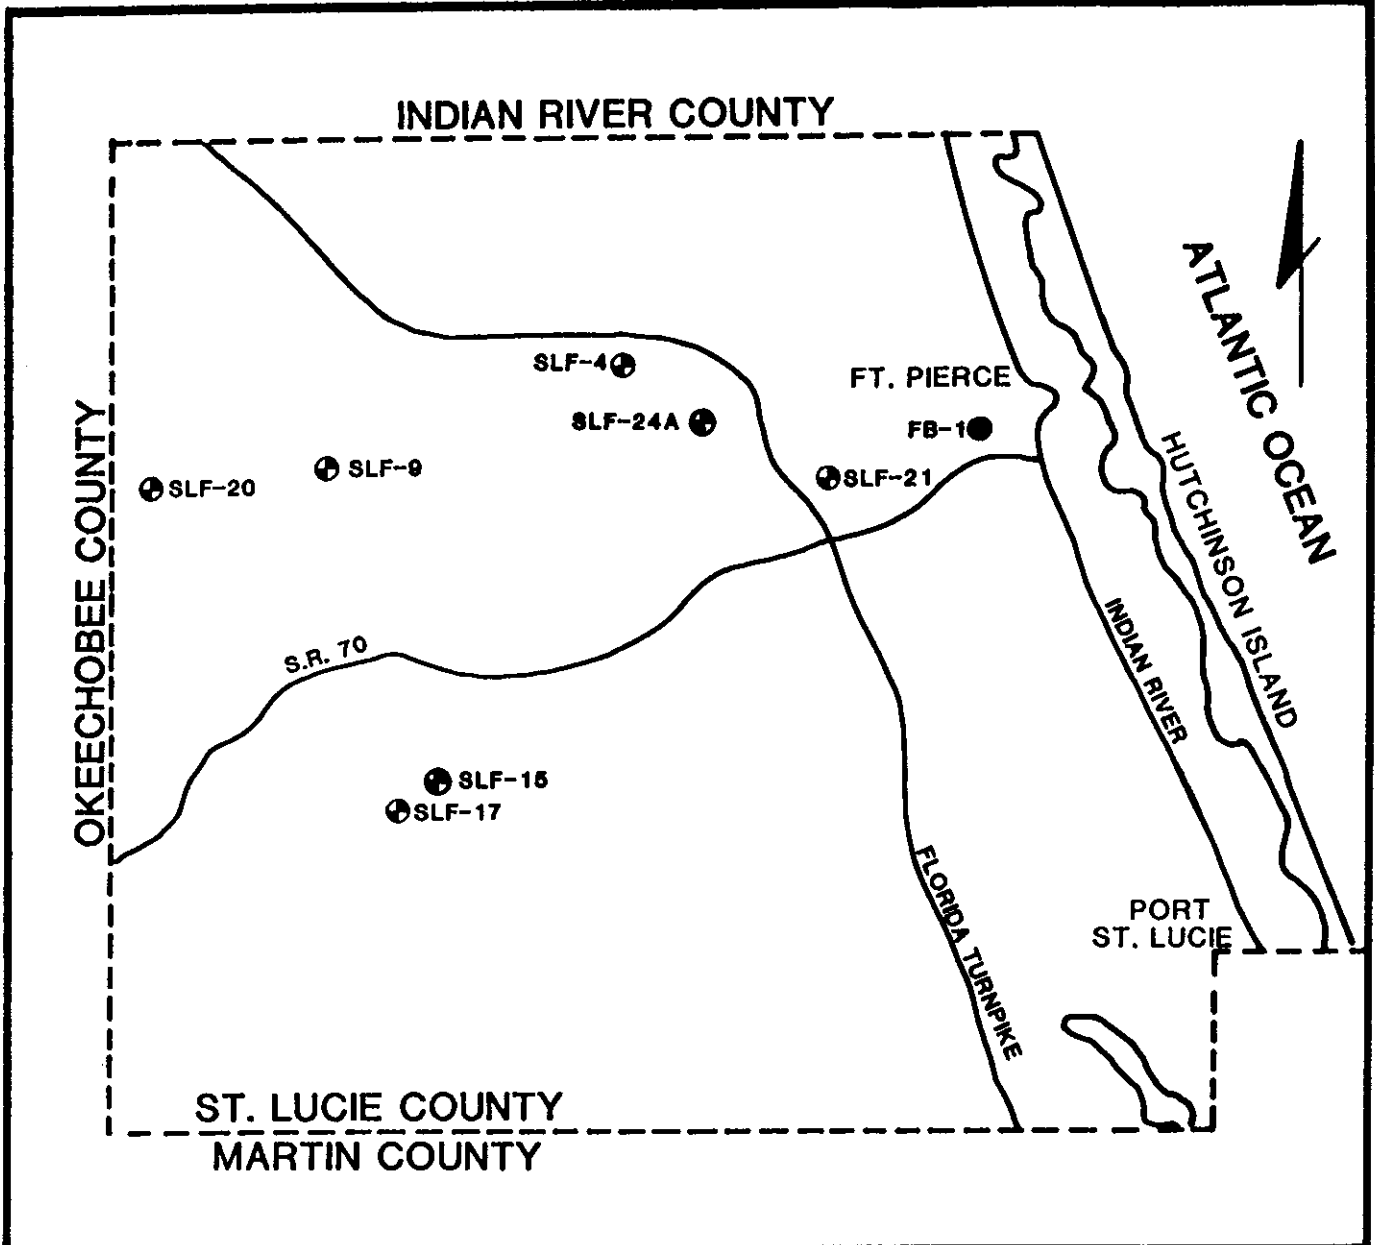 INDIAN RIVER COUNTY
ATLANTIC OCEAN
SLF-4
FT. PIERCE
SLF-24A
FB-1
OKEECHOBEE COUNTY
SLF-20
SLF-9
SLF-21
HUTCHINSON ISLAND
INDIAN RIVER
S.R. 70
SLF-15
SLF-17
FLORIDA TURNPIKE
PORT
ST. LUCIE
ST. LUCIE COUNTY
MARTIN COUNTY